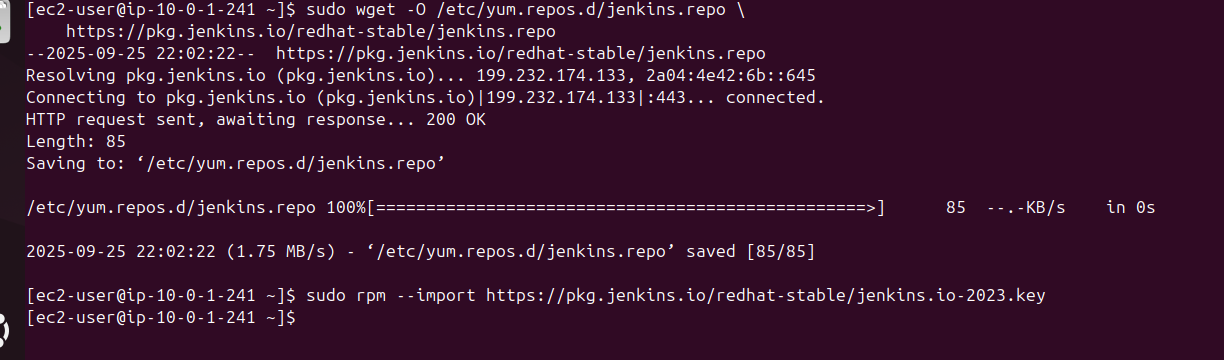 [ec2-user@ip-10-0-1-241 ~]$ sudo wget -O /etc/yum.repos.d/jenkins.repo \
    https://pkg.jenkins.io/redhat-stable/jenkins.repo
--2025-09-25 22:02:22--  https://pkg.jenkins.io/redhat-stable/jenkins.repo
Resolving pkg.jenkins.io (pkg.jenkins.io)... 199.232.174.133, 2a04:4e42:6b::645
Connecting to pkg.jenkins.io (pkg.jenkins.io)|199.232.174.133|:443... connected.
HTTP request sent, awaiting response... 200 OK
Length: 85
Saving to: ‘/etc/yum.repos.d/jenkins.repo’
/etc/yum.repos.d/jenkins.repo 100%[=================================================>]      85  --.-KB/s    in 0s
2025-09-25 22:02:22 (1.75 MB/s) - ‘/etc/yum.repos.d/jenkins.repo’ saved [85/85]
[ec2-user@ip-10-0-1-241 ~]$ sudo rpm --import https://pkg.jenkins.io/redhat-stable/jenkins.io-2023.key
[ec2-user@ip-10-0-1-241 ~]$